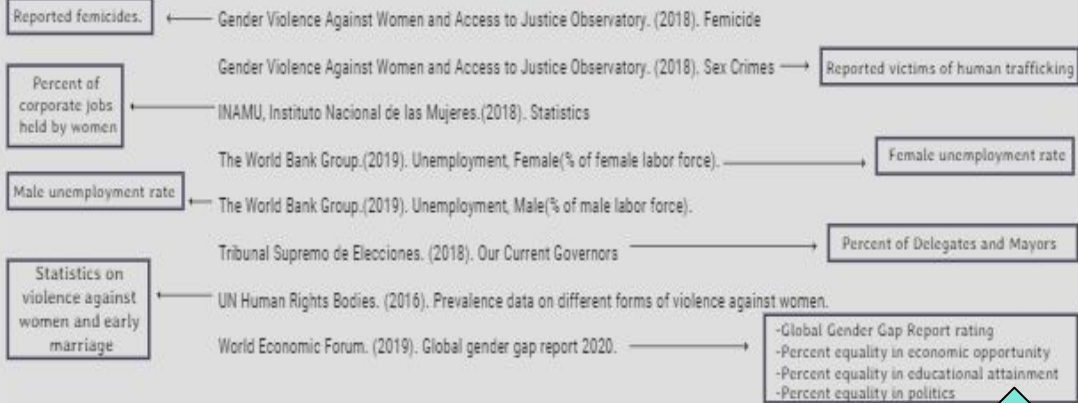 Reported femicides.
Gender Violence Against Women and Access to Justice Observatory. (2018). Femicide
Gender Violence Against Women and Access to Justice Observatory. (2018). Sex Crimes
Reported victims of human trafficking
Percent of
corporate jobs
held by women
INAMU, Instituto Nacional de las Mujeres.(2018). Statistics
The World Bank Group.(2019). Unemployment, Female(% of female labor force).
Female unemployment rate
Male unemployment rate
The World Bank Group.(2019). Unemployment, Male(% of male labor force).
Tribunal Supremo de Elecciones. (2018). Our Current Governors
Percent of Delegates and Mayors
Statistics on
violence against
women and early
marriage
UN Human Rights Bodies. (2016). Prevalence data on different forms of violence against women.
World Economic Forum. (2019). Global gender gap report 2020.
-Global Gender Gap Report rating
-Percent equality in economic opportunity
-Percent equality in educational attainment
-Percent equality in politics